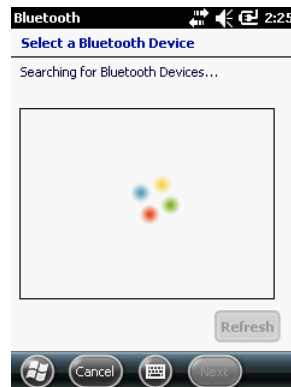 Bluetooth 2:25
Select a Bluetooth Device
Searching for Bluetooth Devices...
Refresh
Cancel Next